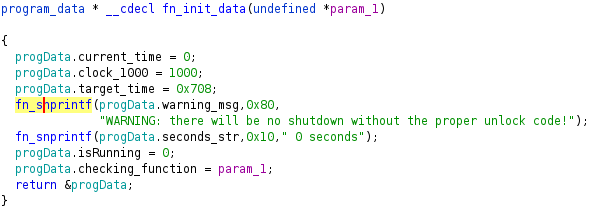 program_data * __cdecl fn_init_data(undefined *param_1)
{
progData.current_time = 0;
progData.clock_1000 = 1000;
progData.target_time = 0x708;
fn_snprintf(progData.warning_msg,0x80,
"WARNING: there will be no shutdown without the proper unlock code!");
fn_snprintf(progData.seconds_str,0x10," 0 seconds");
progData.isRunning = 0;
progData.checking_function = param_1;
return &progData;
}